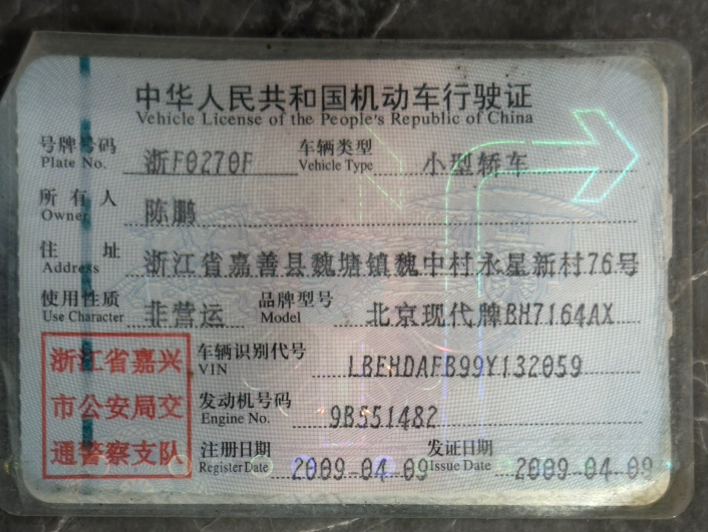 中华人民共和国机动车行驶证
Vehicle License of the People's Republic of China
号牌号码 浙F0270F 车辆类型 小型轿车
Plate No. Vehicle Type
所有人 陈鹏
Owner
住址 浙江省嘉善县魏塘镇魏中村永星新村76号
Address
使用性质 非营运 品牌型号 北京现代牌BH7164AX
Use Character Model
浙江省嘉兴
市公安局交
通警察支队
车辆识别代号 LBEHDAFB99Y132059
VIN
发动机号码 9B551482
Engine No.
注册日期 2009-04-09 发证日期 2009-04-09
Register Date Issue Date